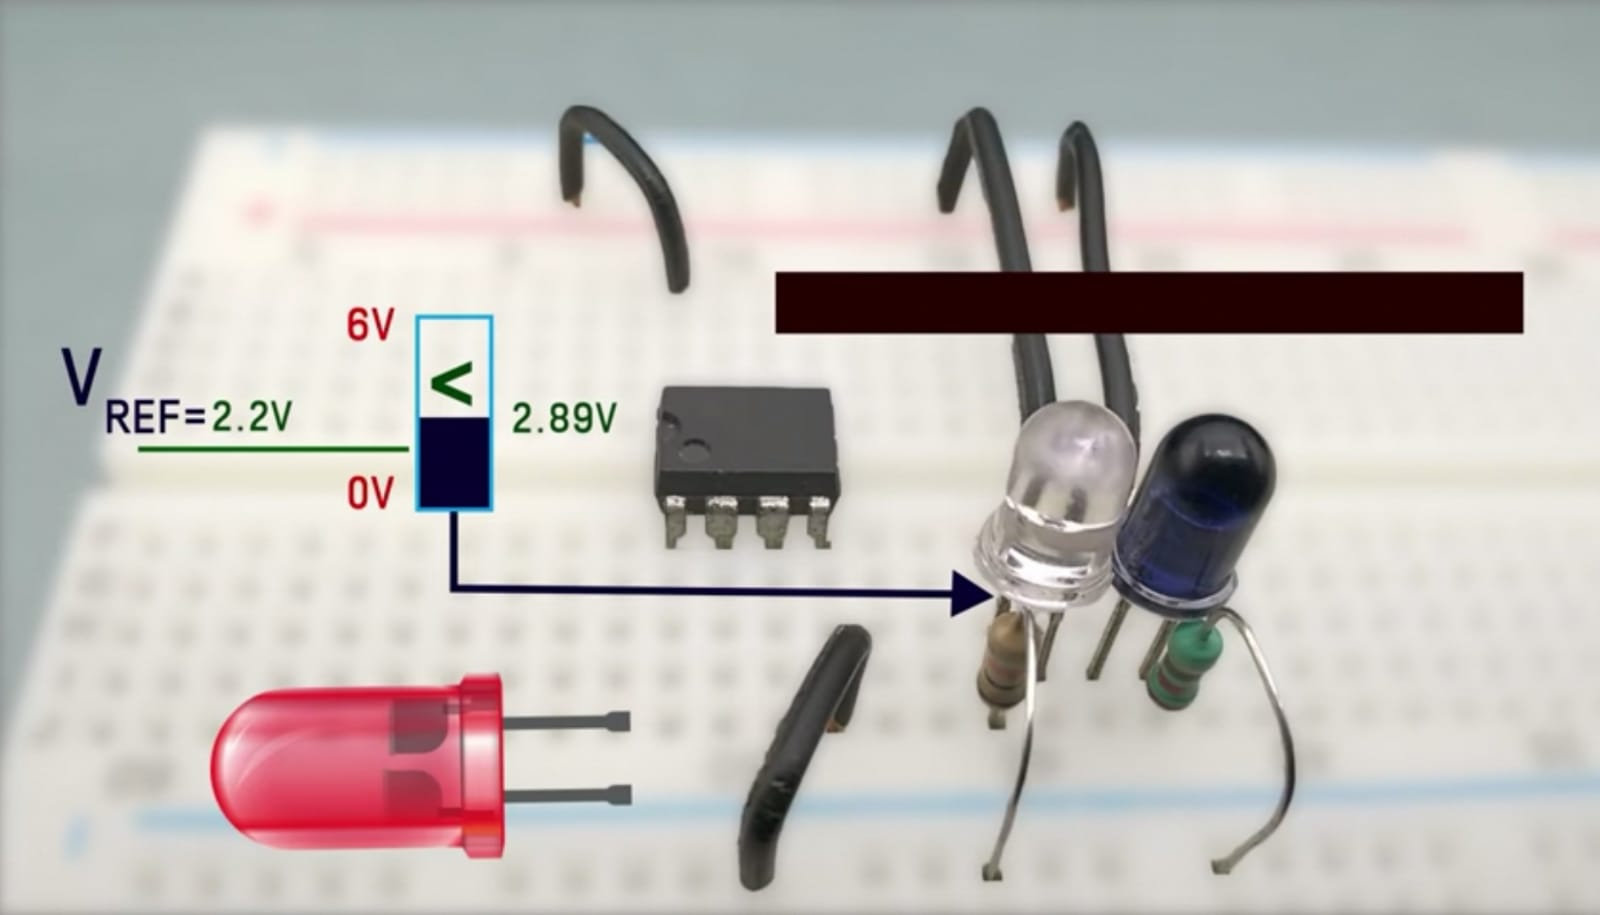 6V
<
V
REF=2.2V
2.89V
0V